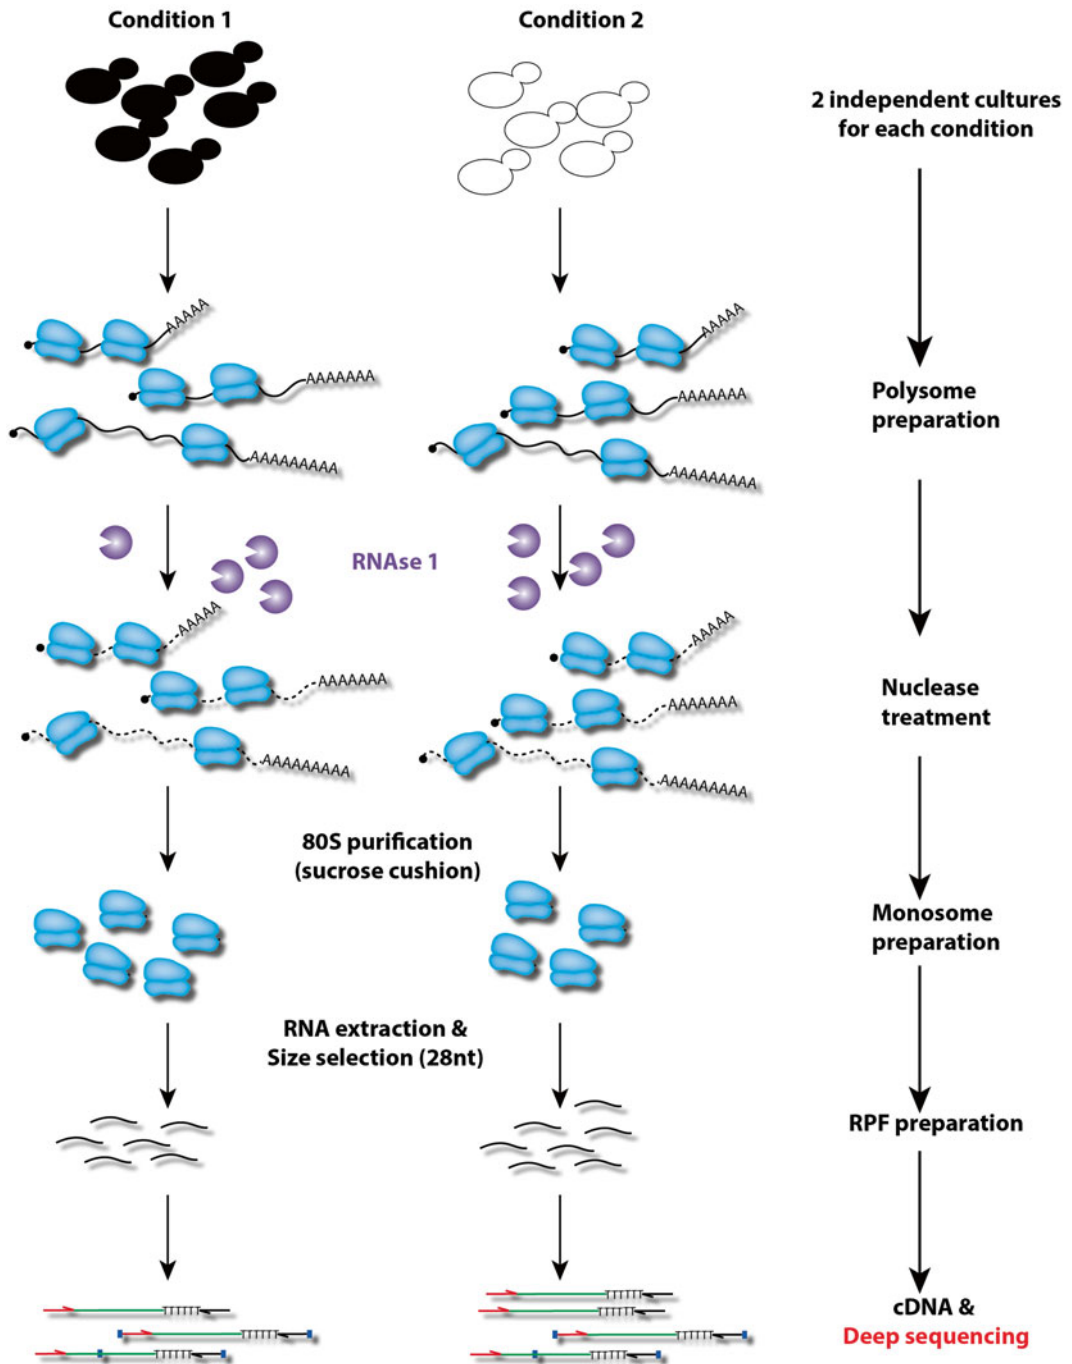 Condition 1
Condition 2
2 independent cultures
for each condition
AAAAA
AAAAAAA
AAAAAAAAA
AAAAA
AAAAAAA
AAAAAAAAA
Polysome
preparation
RNAse 1
AAAAA
AAAAAAA
AAAAAAAAA
AAAAA
AAAAAAA
AAAAAAAAA
Nuclease
treatment
80S purification
(sucrose cushion)
Monosome
preparation
RNA extraction &
Size selection (28nt)
RPF preparation
cDNA &
Deep sequencing